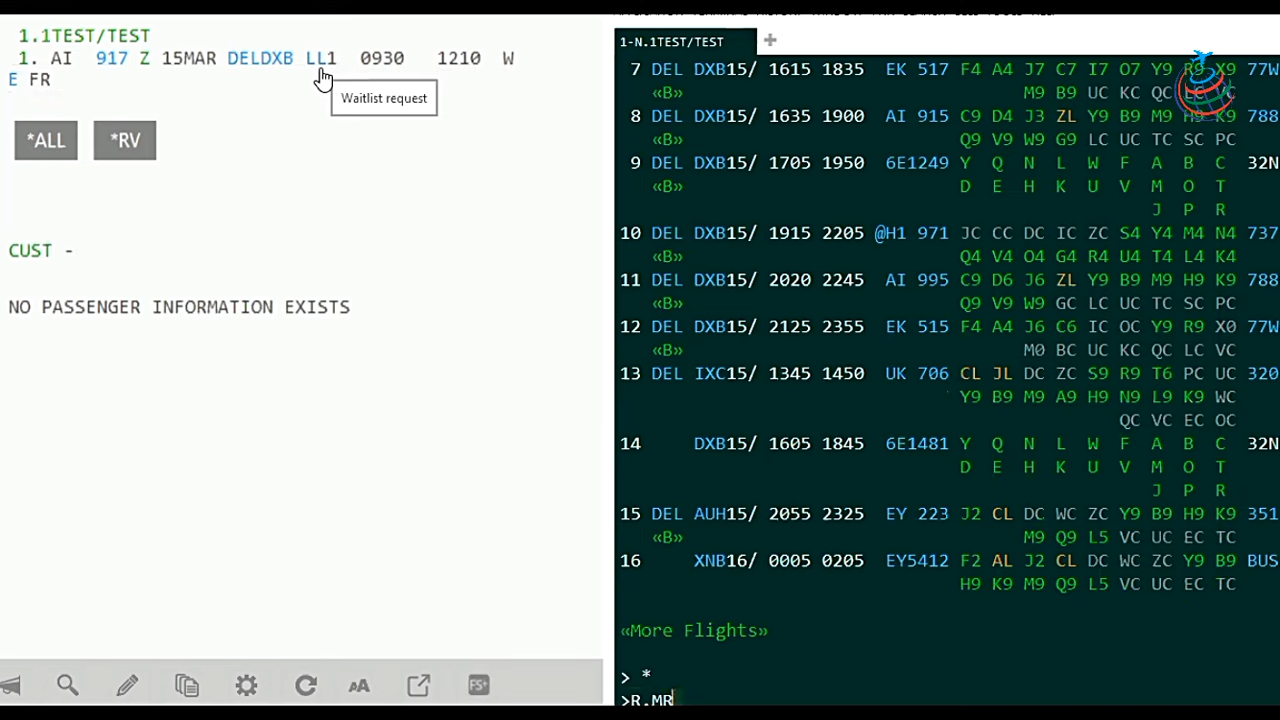 1.1TEST/TEST
1. AI 917 Z 15MAR DELDXB LL1 0930 1210 W
E FR
Waitlist request
*ALL *RV
CUST -
NO PASSENGER INFORMATION EXISTS
FS+
1-N.1TEST/TEST
7 DEL DXB15/ 1615 1835 EK 517 F4 A4 J7 C7 I7 O7 Y9 R9 X9 77W
«B» M9 B9 UC KC QC LC VC
8 DEL DXB15/ 1635 1900 AI 915 C9 D4 J3 ZL Y9 B9 M9 H9 K9 788
«B» Q9 V9 W9 G9 LC UC TC SC PC
9 DEL DXB15/ 1705 1950 6E1249 Y Q N L W F A B C 32N
«B» D E H K U V M O T
J P R
10 DEL DXB15/ 1915 2205 @H1 971 JC CC DC IC ZC S4 Y4 M4 N4 737
«B» Q4 V4 O4 G4 R4 U4 T4 L4 K4
11 DEL DXB15/ 2020 2245 AI 995 C9 D6 J6 ZL Y9 B9 M9 H9 K9 788
«B» Q9 V9 W9 GC LC UC TC SC PC
12 DEL DXB15/ 2125 2355 EK 515 F4 A4 J6 C6 IC OC Y9 R9 X0 77W
«B» M0 BC UC KC QC LC VC
13 DEL IXC15/ 1345 1450 UK 706 CL JL DC ZC S9 R9 T6 PC UC 320
Y9 B9 M9 A9 H9 N9 L9 K9 WC
QC VC EC OC
14 DXB15/ 1605 1845 6E1481 Y Q N L W F A B C 32N
D E H K U V M O T
J P R
15 DEL AUH15/ 2055 2325 EY 223 J2 CL DC WC ZC Y9 B9 H9 K9 351
«B» M9 Q9 L5 VC UC EC TC
16 XNB16/ 0005 0205 EY5412 F2 AL J2 CL DC WC ZC Y9 B9 BUS
H9 K9 M9 Q9 L5 VC UC EC TC
«More Flights»
> *
>R.MR